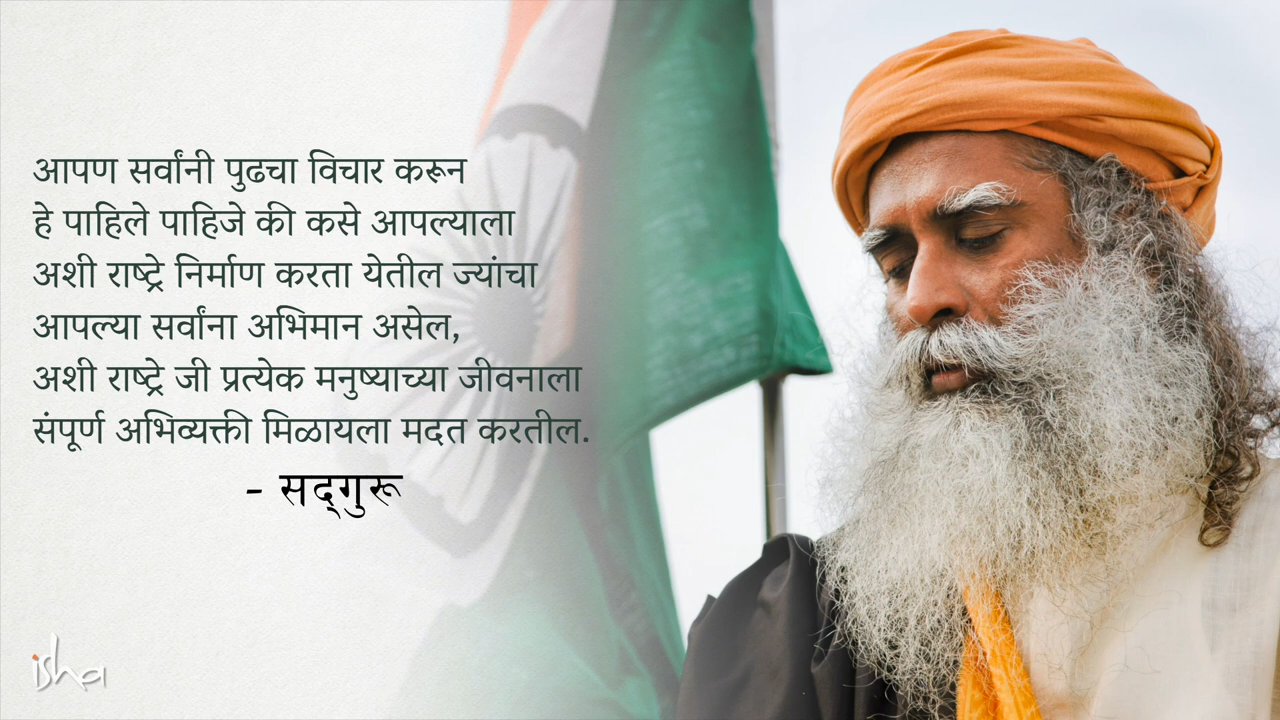 आपण सर्वांनी पुढचा विचार करून
हे पाहिले पाहिजे की कसे आपल्याला
अशी राष्ट्रे निर्माण करता येतील ज्यांचा
आपल्या सर्वांना अभिमान असेल,
अशी राष्ट्रे जी प्रत्येक मनुष्याच्या जीवनाला
संपूर्ण अभिव्यक्ती मिळायला मदत करतील.
- सद्‌गुरू
isha